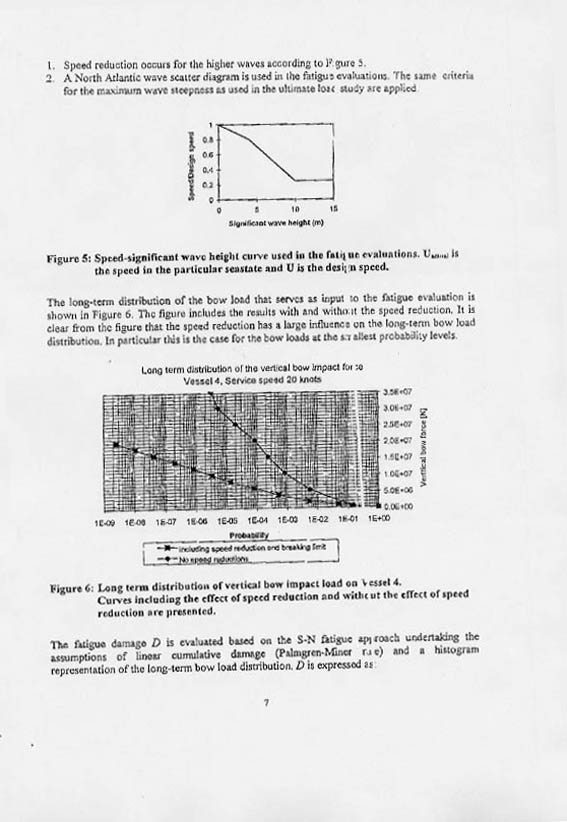 1. Speed reduction occurs for the higher waves according to Figure 5.
2. A North Atlantic wave scatter diagram is used in the fatigue evaluations. The same criteria
for the maximum wave steepness as used in the ultimate load study are applied.
1
0.8
0.6
0.4
0.2
0
Speed/Design speed
0 5 10 15
Significant wave height (m)
Figure 5: Speed-significant wave height curve used in the fatigue evaluations. U is
the speed in the particular seastate and U is the design speed.
The long-term distribution of the bow load that serves as input to the fatigue evaluation is
shown in Figure 6. The figure includes the results with and without the speed reduction. It is
clear from the figure that the speed reduction has a large influence on the long-term bow load
distribution. In particular this is the case for the bow loads at the smallest probability levels.
Long term distribution of the vertical bow impact force
Vessel 4, Service speed 20 knots
3.5E+07
3.0E+07
2.5E+07
2.0E+07
1.5E+07
1.0E+07
5.0E+06
0.0E+00
Vertical bow force [N]
1E-09 1E-08 1E-07 1E-06 1E-05 1E-04 1E-03 1E-02 1E-01 1E+00
Probability
including speed reduction and breaking limit
No speed reductions
Figure 6: Long term distribution of vertical bow impact load on Vessel 4.
Curves including the effect of speed reduction and without the effect of speed
reduction are presented.
The fatigue damage D is evaluated based on the S-N fatigue approach undertaking the
assumptions of linear cumulative damage (Palmgren-Miner rule) and a histogram
representation of the long-term bow load distribution. D is expressed as:
7